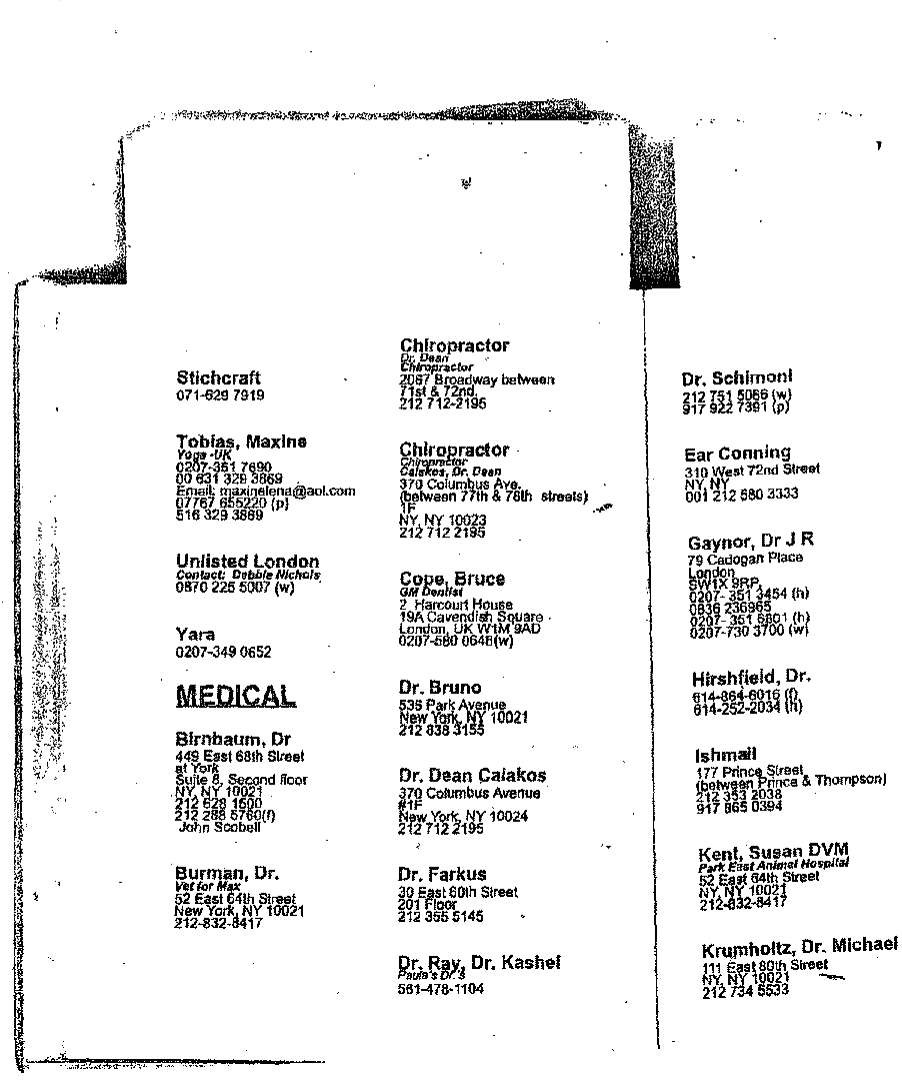 Stichcraft
071-629 7919
Tobias, Maxine
Yoga -UK
0207-351 7690
00 631 329 3869
Email: maxinelena@aol.com
07767 655220 (p)
516 329 3869
Unlisted London
Contact: Debbie Nichols
0870 225 5007 (w)
Yara
0207-349 0652
MEDICAL
Birnbaum, Dr
449 East 68th Street
at York
Suite 8, Second floor
NY, NY 10021
212 628 1500
212 288 5760(f)
John Scobell
Burman, Dr.
Vet for Max
52 East 64th Street
New York, NY 10021
212-832-8417
Chiropractor
Dr. Dean
Chiropractor
2067 Broadway between
71st & 72nd.
212 712-2195
Chiropractor
Chiropractor
Calakos, Dr. Dean
370 Columbus Ave.
(between 77th & 78th streets)
1F
NY, NY 10023
212 712 2195
Cope, Bruce
GM Dentist
2 Harcourt House
19A Cavendish Square
London, UK W1M 9AD
0207-580 0648(w)
Dr. Bruno
535 Park Avenue
New York, NY 10021
212 838 3155
Dr. Dean Calakos
370 Columbus Avenue
#1F
New York, NY 10024
212 712 2195
Dr. Farkus
30 East 60th Street
201 Floor
212 355 5145
Dr. Ray, Dr. Kashef
Paula's Dr.'s
561-478-1104
Dr. Schimoni
212 751 5086 (w)
917 922 7391 (p)
Ear Conning
310 West 72nd Street
NY, NY
001 212 580 3333
Gaynor, Dr J R
79 Cadogan Place
London
SW1X 9RP
0207- 351 3454 (h)
0836 236965
0207- 351 6801 (h)
0207-730 3700 (w)
Hirshfield, Dr.
614-864-6016 (f)
614-252-2034 (h)
Ishmail
177 Prince Street
(between Prince & Thompson)
212 353 2038
917 865 0394
Kent, Susan DVM
Park East Animal Hospital
52 East 64th Street
NY, NY 10021
212-832-8417
Krumholtz, Dr. Michael
111 East 80th Street
NY, NY 10021
212 734 5533